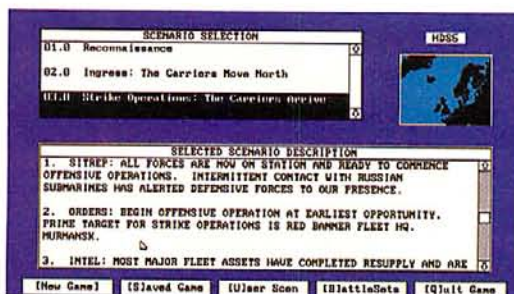 SCENARIO SELECTION
HDS5
01.0 Reconnaissance
02.0 Ingress: The Carriers Move North
03.0 Strike Operations: The Carriers Arrive
SELECTED SCENARIO DESCRIPTION
1. SITREP: ALL FORCES ARE NOW ON STATION AND READY TO COMMENCE
OFFENSIVE OPERATIONS. INTERMITTENT CONTACT WITH RUSSIAN
SUBMARINES HAS ALERTED DEFENSIVE FORCES TO OUR PRESENCE.
2. ORDERS: BEGIN OFFENSIVE OPERATION AT EARLIEST OPPORTUNITY.
PRIME TARGET FOR STRIKE OPERATIONS IS RED BANNER FLEET HQ.
MURMANSK.
3. INTEL: MOST MAJOR FLEET ASSETS HAVE COMPLETED RESUPPLY AND ARE
[New Game] [S]aved Game [U]ser Scen [B]attleSets [Q]uit Game